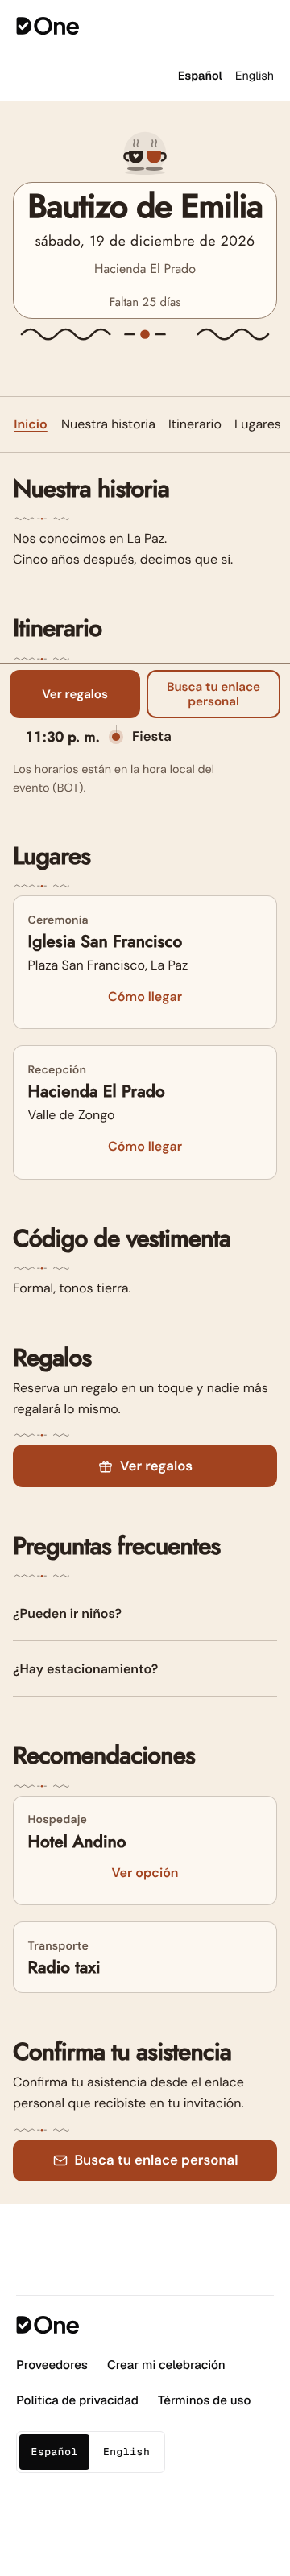 One
Español English
Bautizo de Emilia
sábado, 19 de diciembre de 2026
Hacienda El Prado
Faltan 25 días
Inicio Nuestra historia Itinerario Lugares
Nuestra historia
Nos conocimos en La Paz.
Cinco años después, decimos que sí.
Itinerario
Ver regalos
Busca tu enlace
personal
11:30 p. m. Fiesta
Los horarios están en la hora local del
evento (BOT).
Lugares
Ceremonia
Iglesia San Francisco
Plaza San Francisco, La Paz
Cómo llegar
Recepción
Hacienda El Prado
Valle de Zongo
Cómo llegar
Código de vestimenta
Formal, tonos tierra.
Regalos
Reserva un regalo en un toque y nadie más
regalará lo mismo.
Ver regalos
Preguntas frecuentes
¿Pueden ir niños?
¿Hay estacionamiento?
Recomendaciones
Hospedaje
Hotel Andino
Ver opción
Transporte
Radio taxi
Confirma tu asistencia
Confirma tu asistencia desde el enlace
personal que recibiste en tu invitación.
Busca tu enlace personal
One
Proveedores Crear mi celebración
Política de privacidad Términos de uso
Español English